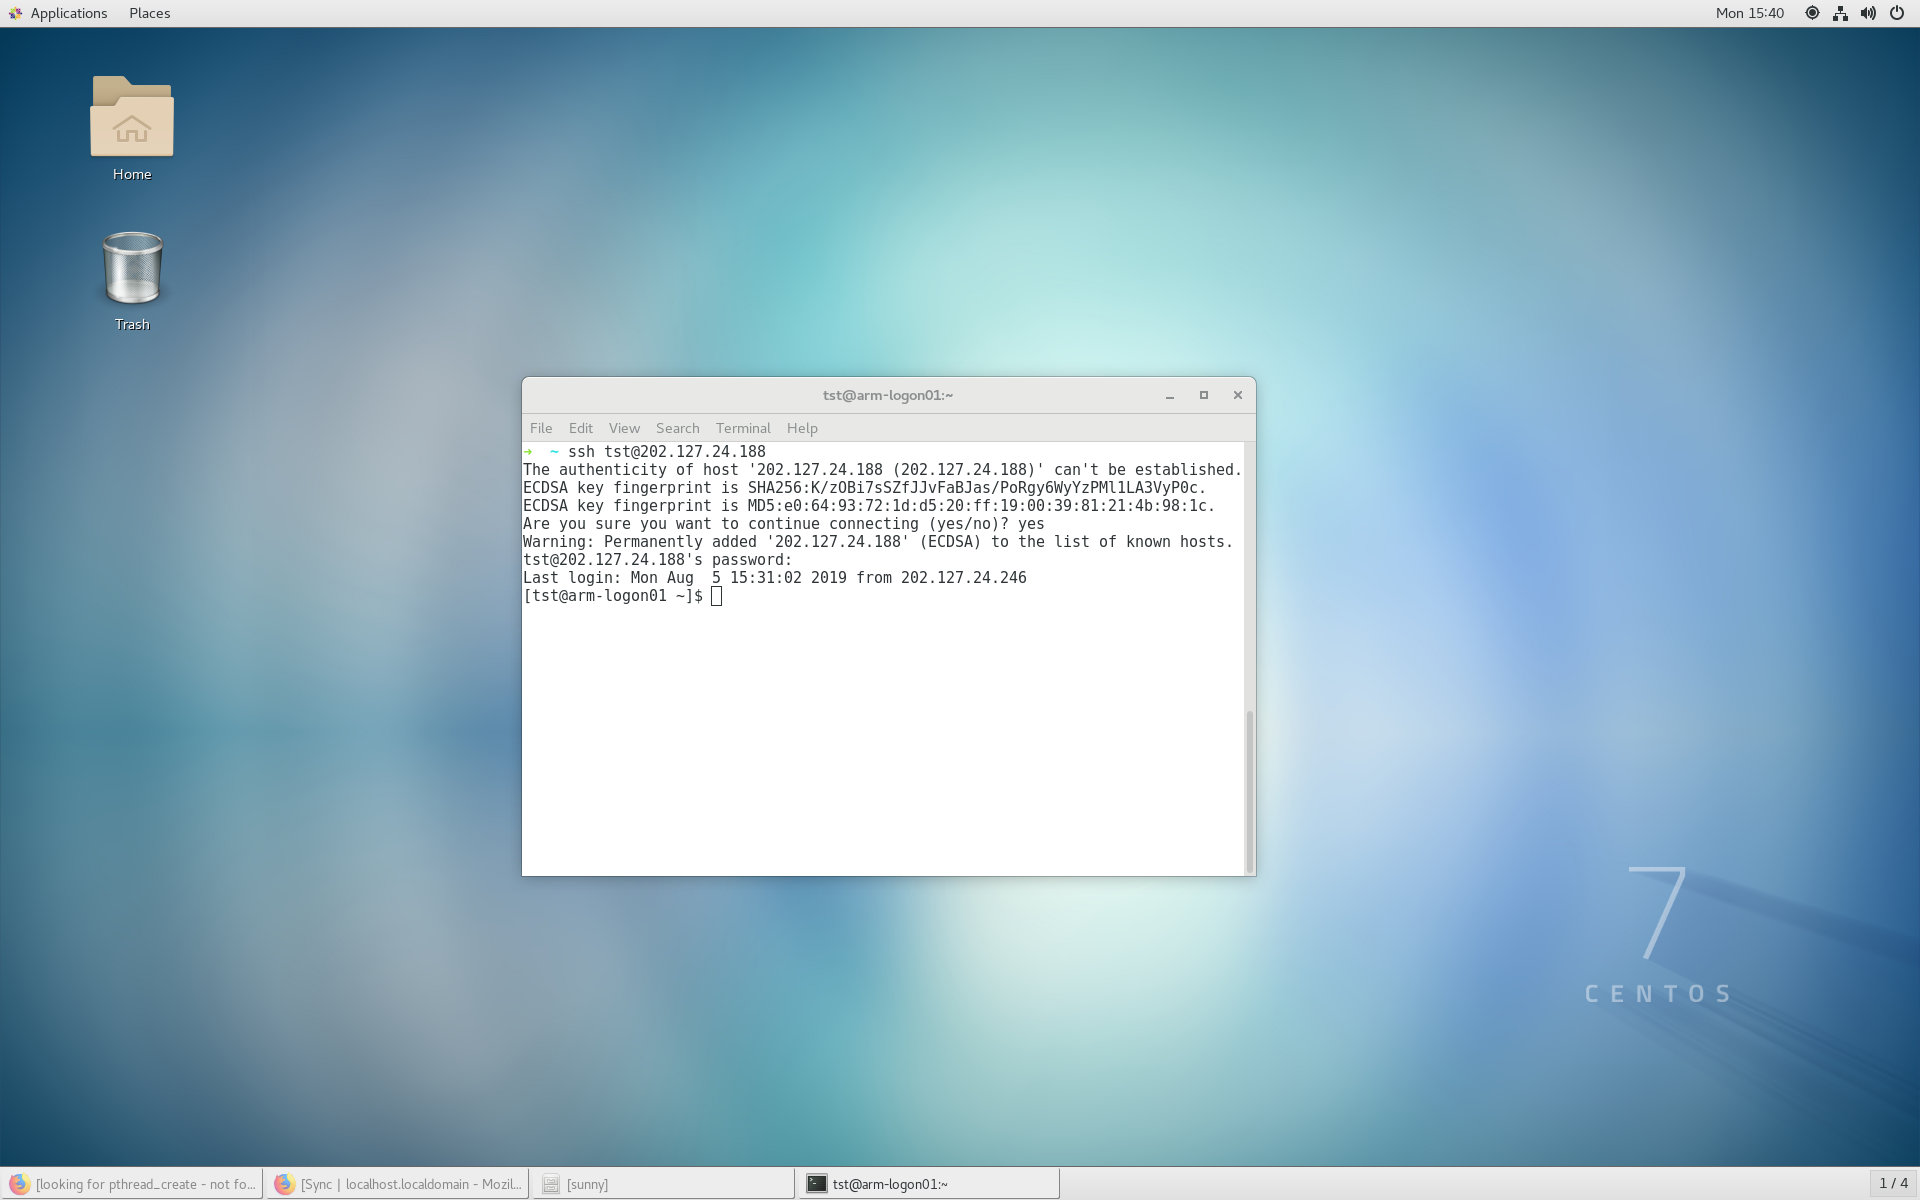 Applications Places Mon 15:40
Home
Trash
tst@arm-logon01:~
File Edit View Search Terminal Help
➜ ~ ssh tst@202.127.24.188
The authenticity of host '202.127.24.188 (202.127.24.188)' can't be established.
ECDSA key fingerprint is SHA256:K/zOBi7sSZfJJvFaBJas/PoRgy6WyYzPMl1LA3VyP0c.
ECDSA key fingerprint is MD5:e0:64:93:72:1d:d5:20:ff:19:00:39:81:21:4b:98:1c.
Are you sure you want to continue connecting (yes/no)? yes
Warning: Permanently added '202.127.24.188' (ECDSA) to the list of known hosts.
tst@202.127.24.188's password:
Last login: Mon Aug  5 15:31:02 2019 from 202.127.24.246
[tst@arm-logon01 ~]$
7
CENTOS
[looking for pthread_create - not fo... [Sync | localhost.localdomain - Mozil... [sunny] tst@arm-logon01:~ 1 / 4